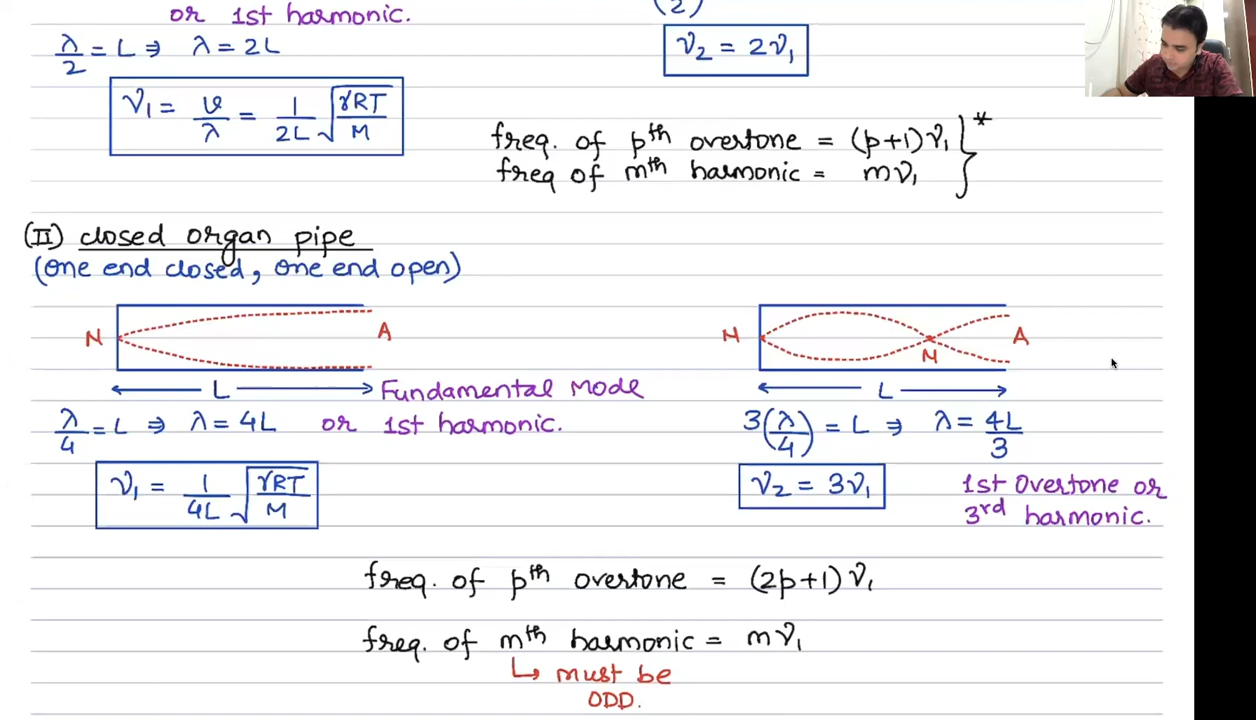 or 1st harmonic.
λ/2 = L ⇒ λ = 2L
ν₁ = v/λ = 1/2L √(γRT/M)
(2)
ν₂ = 2ν₁
freq. of pth overtone = (p+1)ν₁ } *
freq of mth harmonic = mν₁
(II) closed organ pipe
(one end closed, one end open)
N A
L
Fundamental mode
λ/4 = L ⇒ λ = 4L or 1st harmonic.
ν₁ = 1/4L √(γRT/M)
N N A
L
3(λ/4) = L ⇒ λ = 4L/3
ν₂ = 3ν₁
1st Overtone or
3rd harmonic.
freq. of pth overtone = (2p+1)ν₁
freq. of mth harmonic = mν₁
↳ must be
ODD.